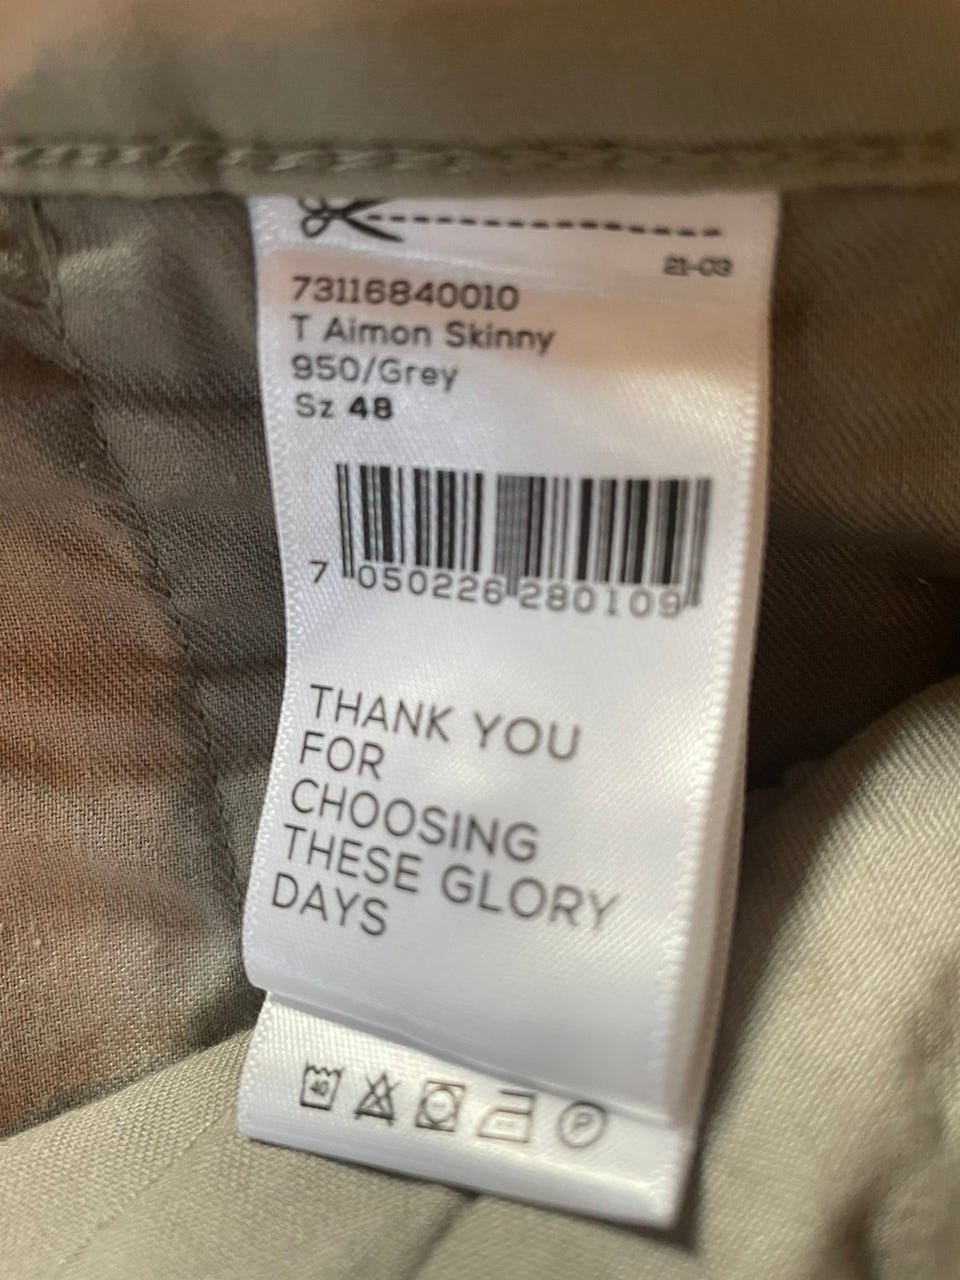 21-03
73116840010
T Aimon Skinny
950/Grey
Sz 48
7 050226 280109
THANK YOU
FOR
CHOOSING
THESE GLORY
DAYS
40
P